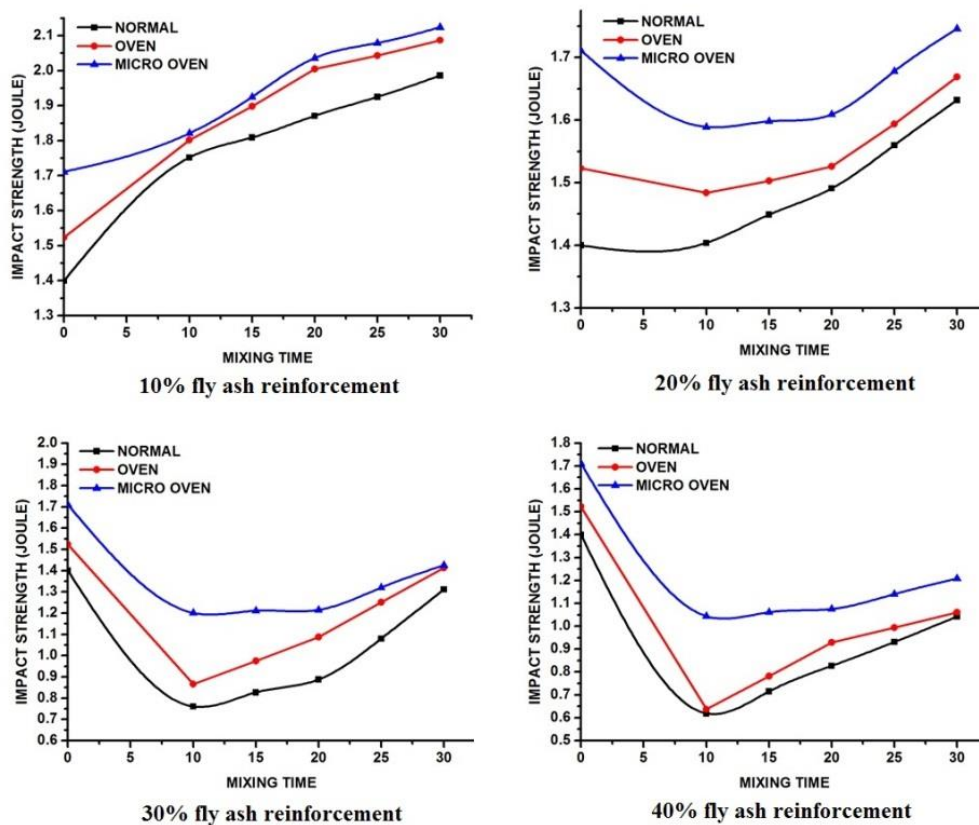 NORMAL
OVEN
MICRO OVEN
IMPACT STRENGTH (JOULE)
2.1
2.0
1.9
1.8
1.7
1.6
1.5
1.4
1.3
0 5 10 15 20 25 30
MIXING TIME
10% fly ash reinforcement
NORMAL
OVEN
MICRO OVEN
IMPACT STRENGTH (JOULE)
1.7
1.6
1.5
1.4
1.3
0 5 10 15 20 25 30
MIXING TIME
20% fly ash reinforcement
NORMAL
OVEN
MICRO OVEN
IMPACT STRENGTH (JOULE)
2.0
1.9
1.8
1.7
1.6
1.5
1.4
1.3
1.2
1.1
1.0
0.9
0.8
0.7
0.6
0 5 10 15 20 25 30
MIXING TIME
30% fly ash reinforcement
NORMAL
OVEN
MICRO OVEN
IMPACT STRENGTH (JOULE)
1.8
1.7
1.6
1.5
1.4
1.3
1.2
1.1
1.0
0.9
0.8
0.7
0.6
0.5
0 5 10 15 20 25 30
MIXING TIME
40% fly ash reinforcement